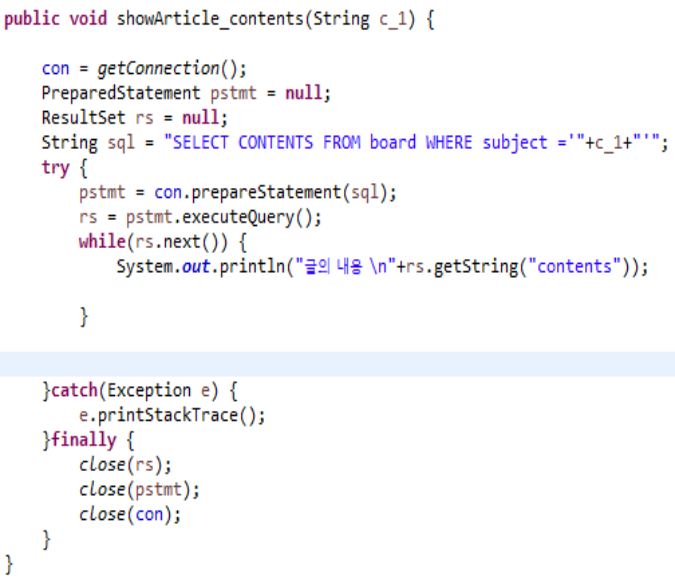 public void showArticle_contents(String c_1) {
con = getConnection();
PreparedStatement pstmt = null;
ResultSet rs = null;
String sql = "SELECT CONTENTS FROM board WHERE subject ='"+c_1+"'";
try {
pstmt = con.prepareStatement(sql);
rs = pstmt.executeQuery();
while(rs.next()) {
System.out.println("글의 내용 \n"+rs.getString("contents"));
}
}catch(Exception e) {
e.printStackTrace();
}finally {
close(rs);
close(pstmt);
close(con);
}
}